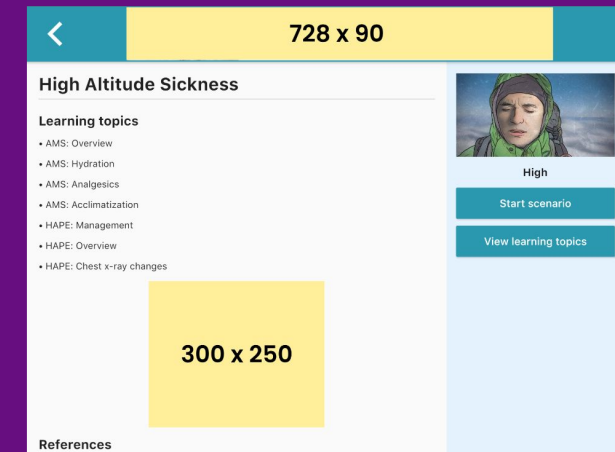 728 x 90
High Altitude Sickness
Learning topics
• AMS: Overview
• AMS: Hydration
• AMS: Analgesics
• AMS: Acclimatization
• HAPE: Management
• HAPE: Overview
• HAPE: Chest x-ray changes
300 x 250
References
High
Start scenario
View learning topics